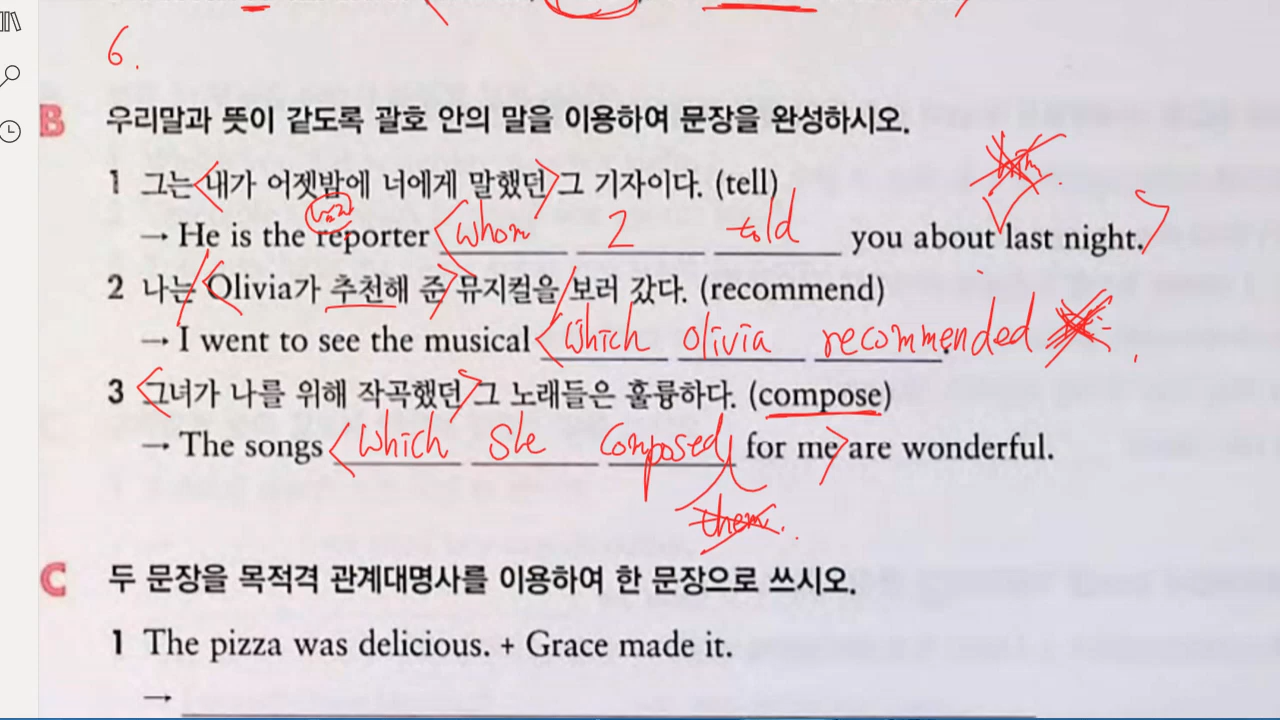 6.
B 우리말과 뜻이 같도록 괄호 안의 말을 이용하여 문장을 완성하시오.
1 그는 내가 어젯밤에 너에게 말했던 그 기자이다. (tell)
→ He is the reporter whom I told you about last night.
2 나는 Olivia가 추천해 준 뮤지컬을 보러 갔다. (recommend)
→ I went to see the musical which olivia recommended.
3 그녀가 나를 위해 작곡했던 그 노래들은 훌륭하다. (compose)
→ The songs which she composed for me are wonderful.
them.
C 두 문장을 목적격 관계대명사를 이용하여 한 문장으로 쓰시오.
1 The pizza was delicious. + Grace made it.
→